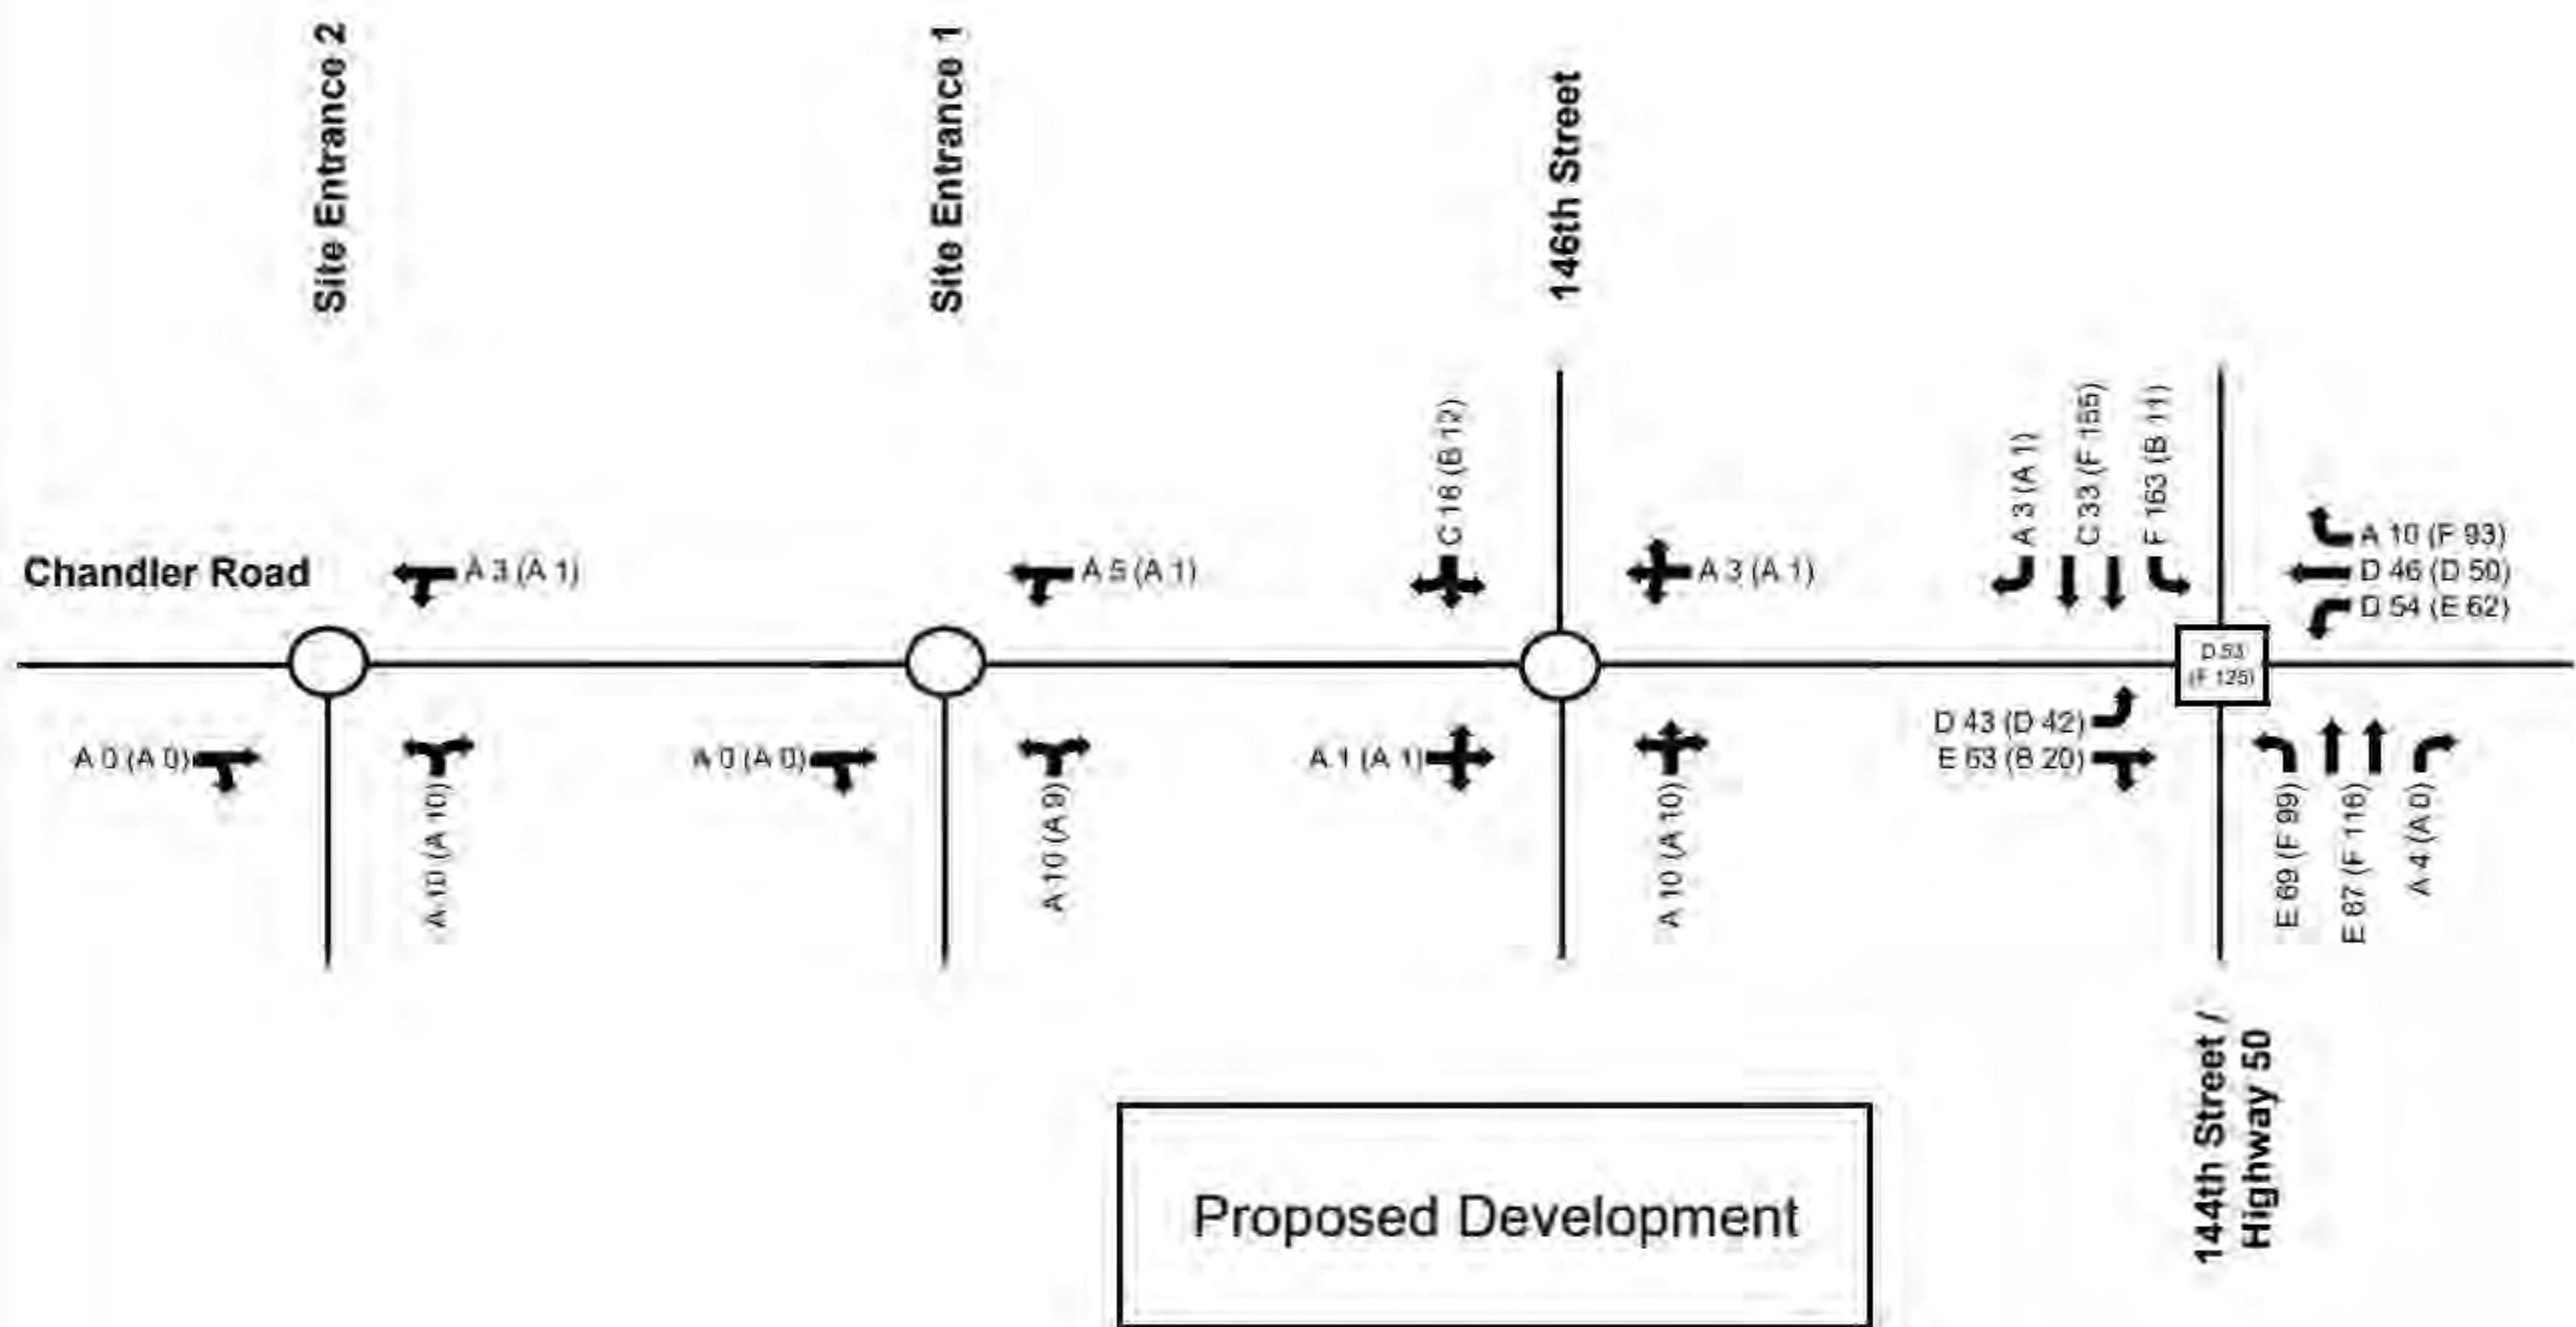 Site Entrance 2
Site Entrance 1
146th Street
C 16 (B 12)
A 3 (A 1)
C 33 (F 155)
F 163 (B 11)
Chandler Road
A 3 (A 1)
A 5 (A 1)
A 3 (A 1)
A 10 (F 93)
D 46 (D 50)
D 54 (E 62)
D 53
(F 125)
A 0 (A 0)
A 10 (A 10)
A 0 (A 0)
A 10 (A 9)
A 1 (A 1)
A 10 (A 10)
D 43 (D 42)
E 63 (B 20)
E 69 (F 99)
E 67 (F 116)
A 4 (A 0)
144th Street /
Highway 50
Proposed Development